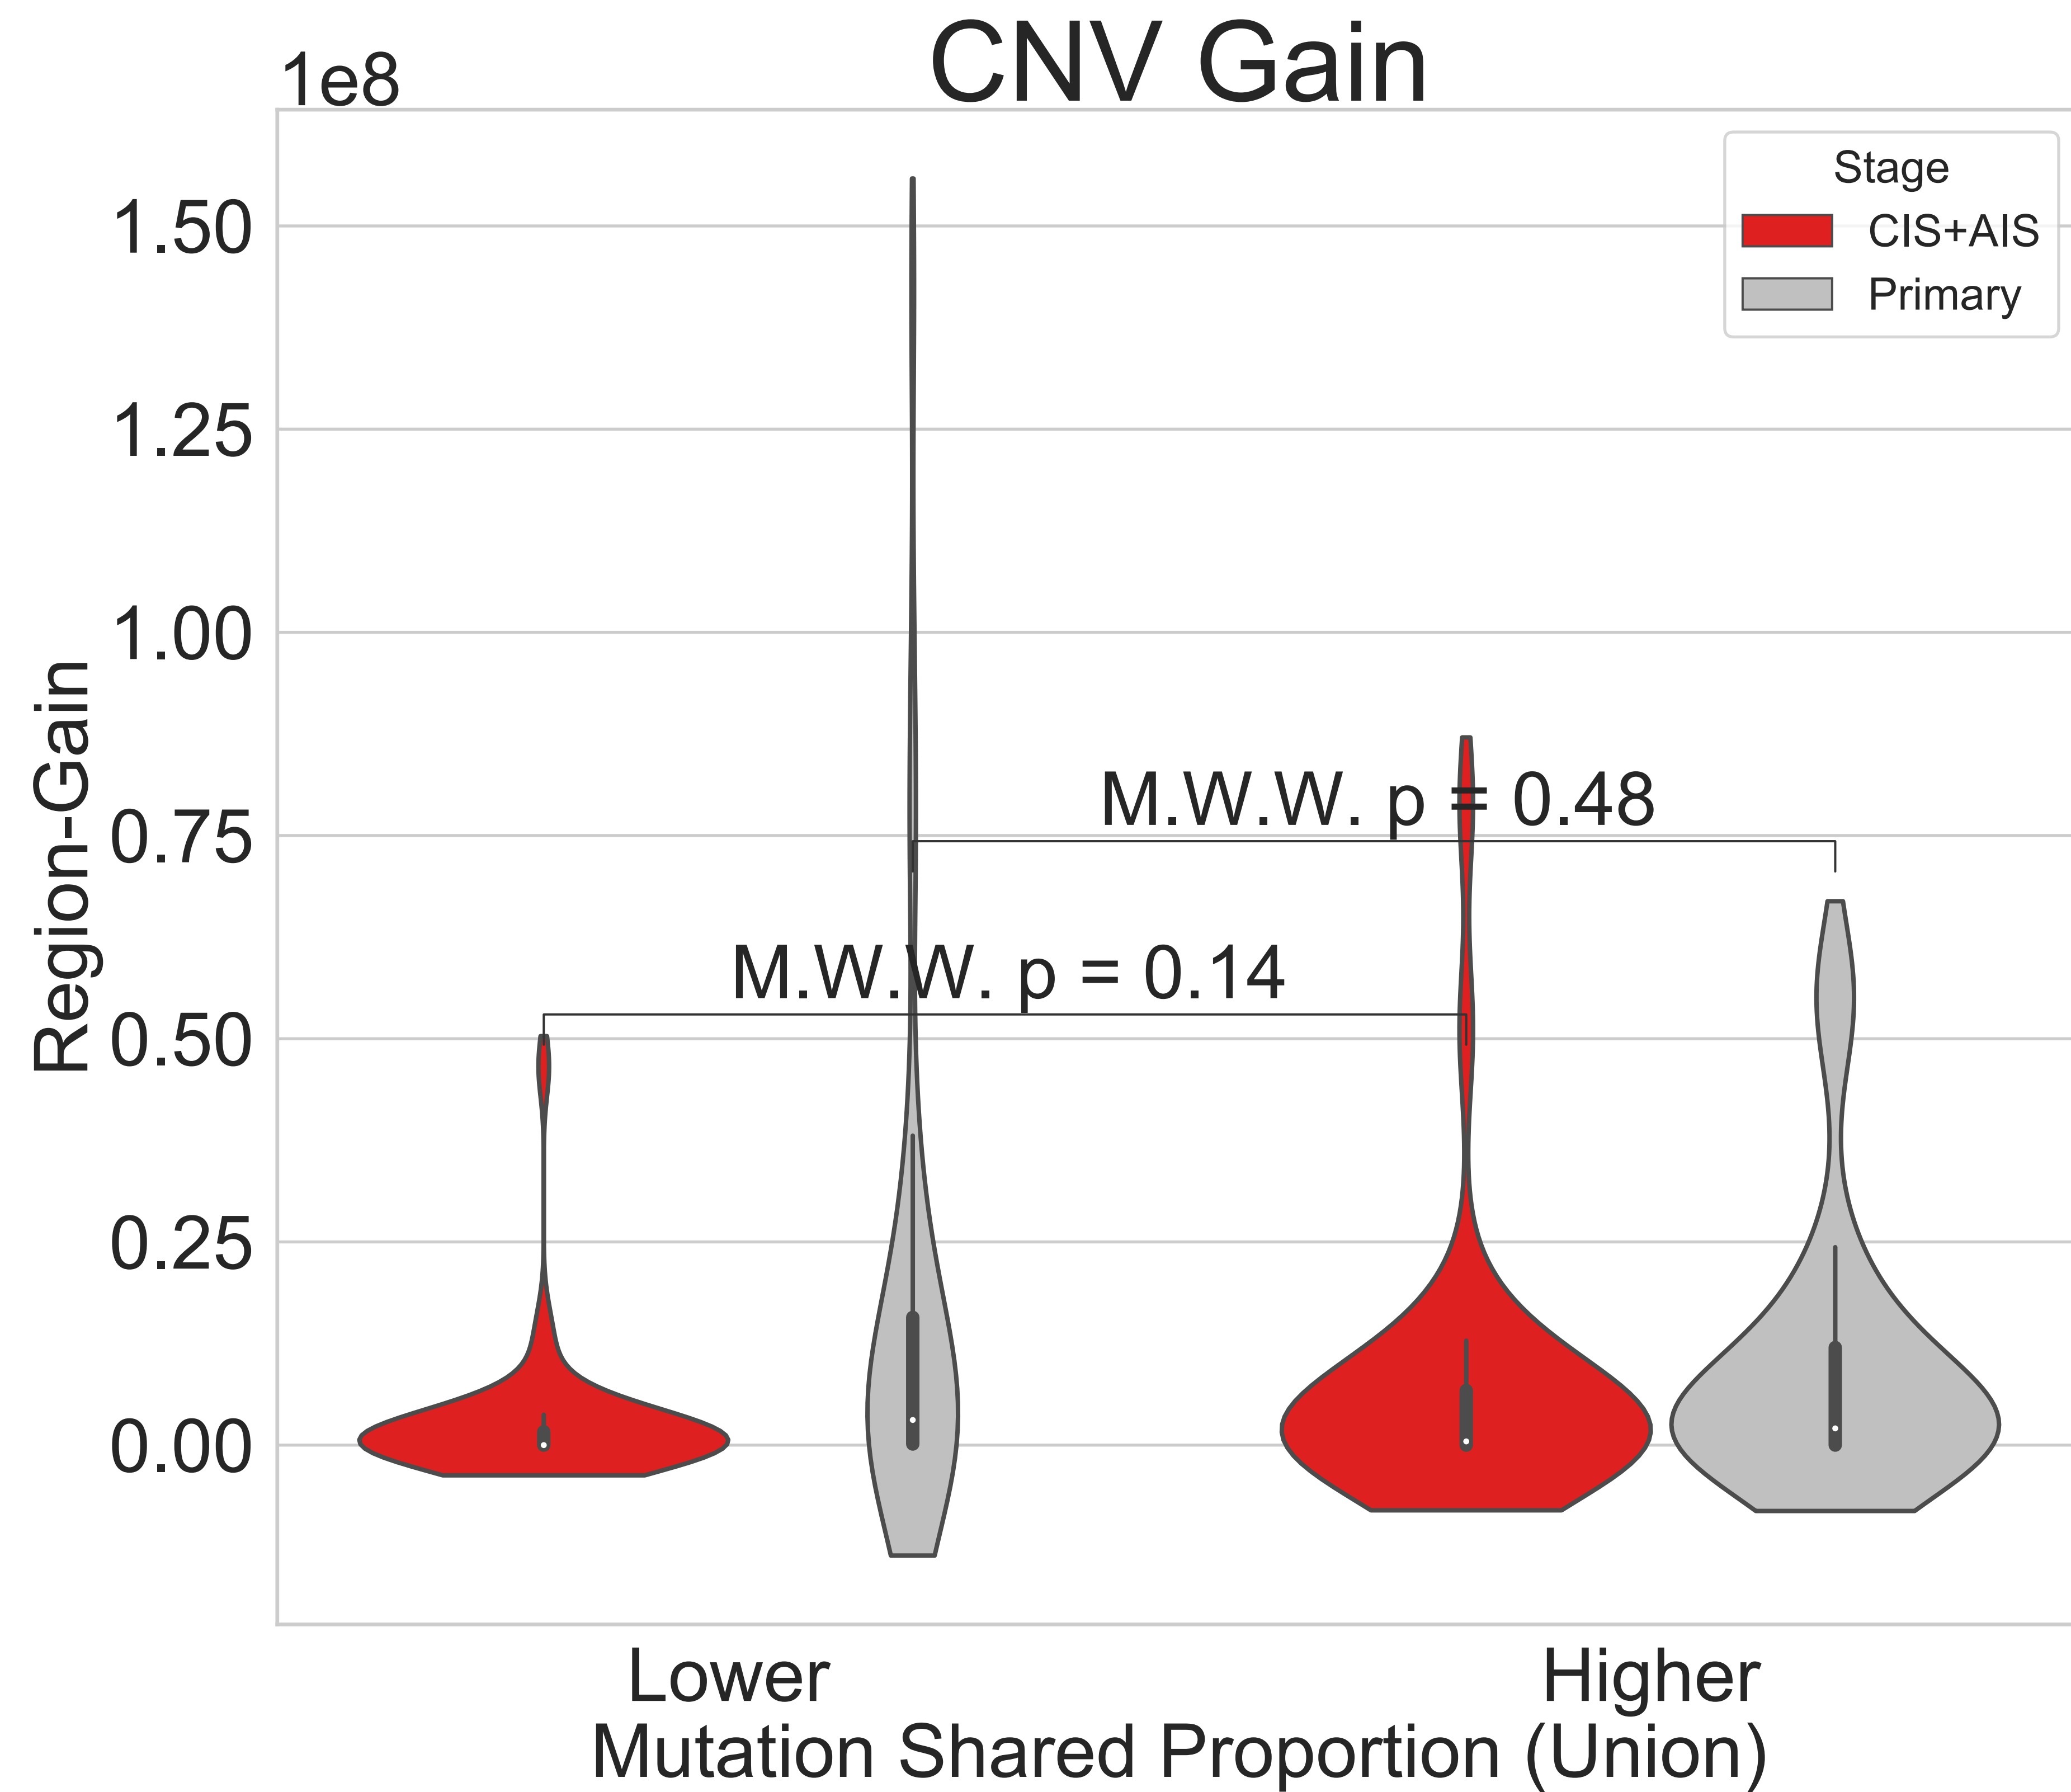 CNV Gain
1e8
Stage
CIS+AIS
Primary
1.50
1.25
1.00
0.75
0.50
0.25
0.00
Region-Gain
M.W.W. p = 0.48
M.W.W. p = 0.14
Lower
Higher
Mutation Shared Proportion (Union)